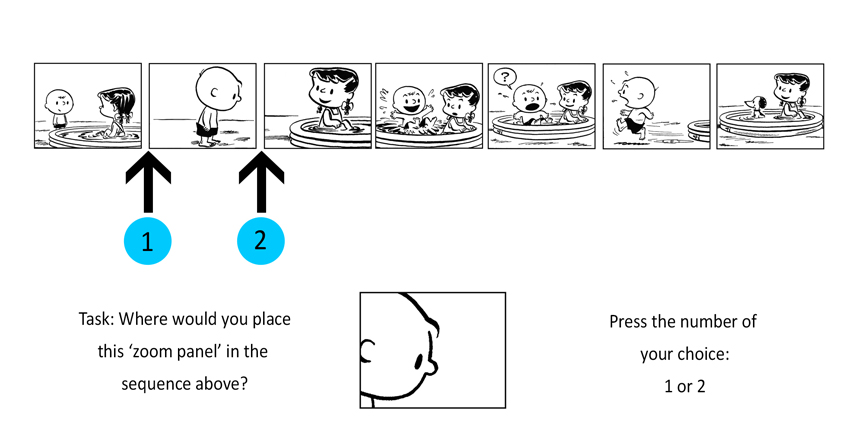 ?
1
2
Task: Where would you place
this ‘zoom panel’ in the
sequence above?
Press the number of
your choice:
1 or 2